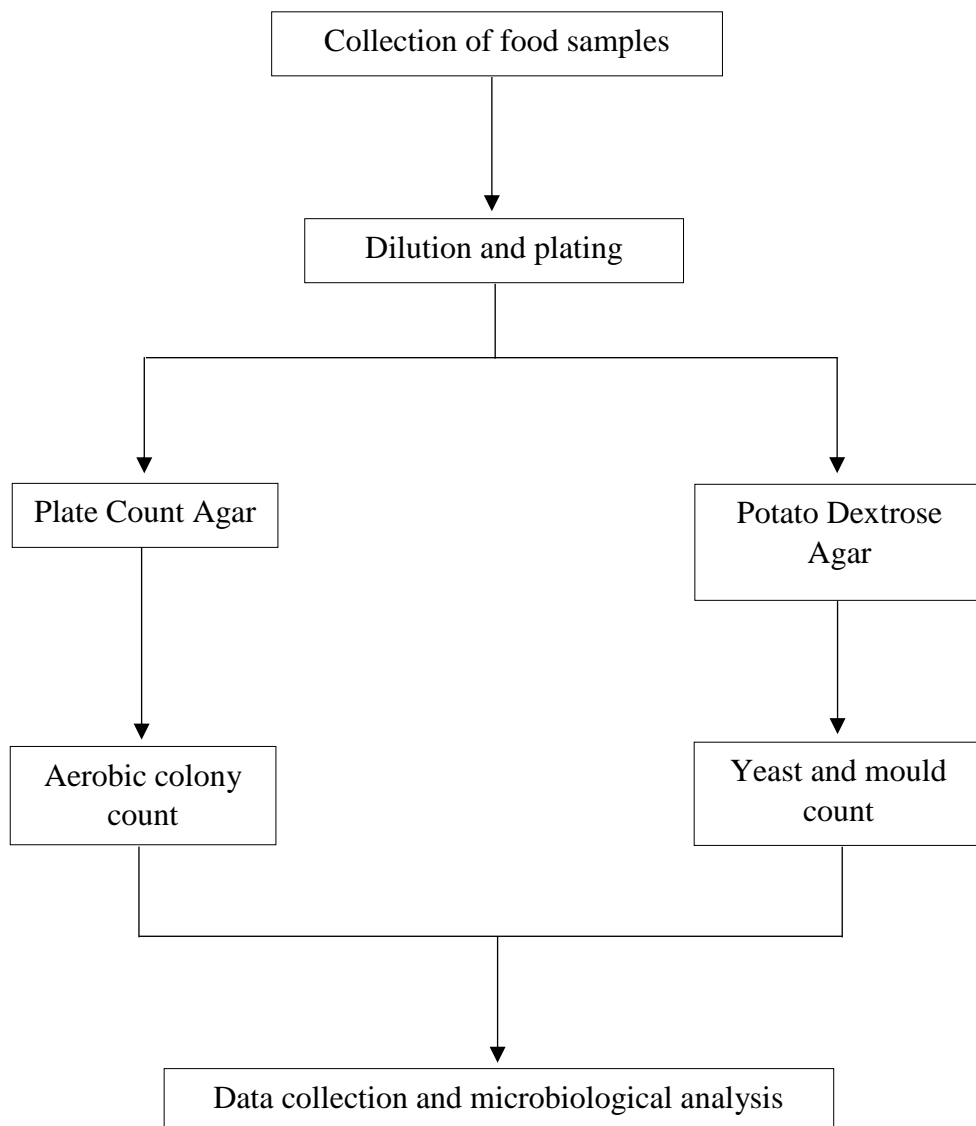 Collection of food samples
Dilution and plating
Plate Count Agar
Potato Dextrose
Agar
Aerobic colony
count
Yeast and mould
count
Data collection and microbiological analysis